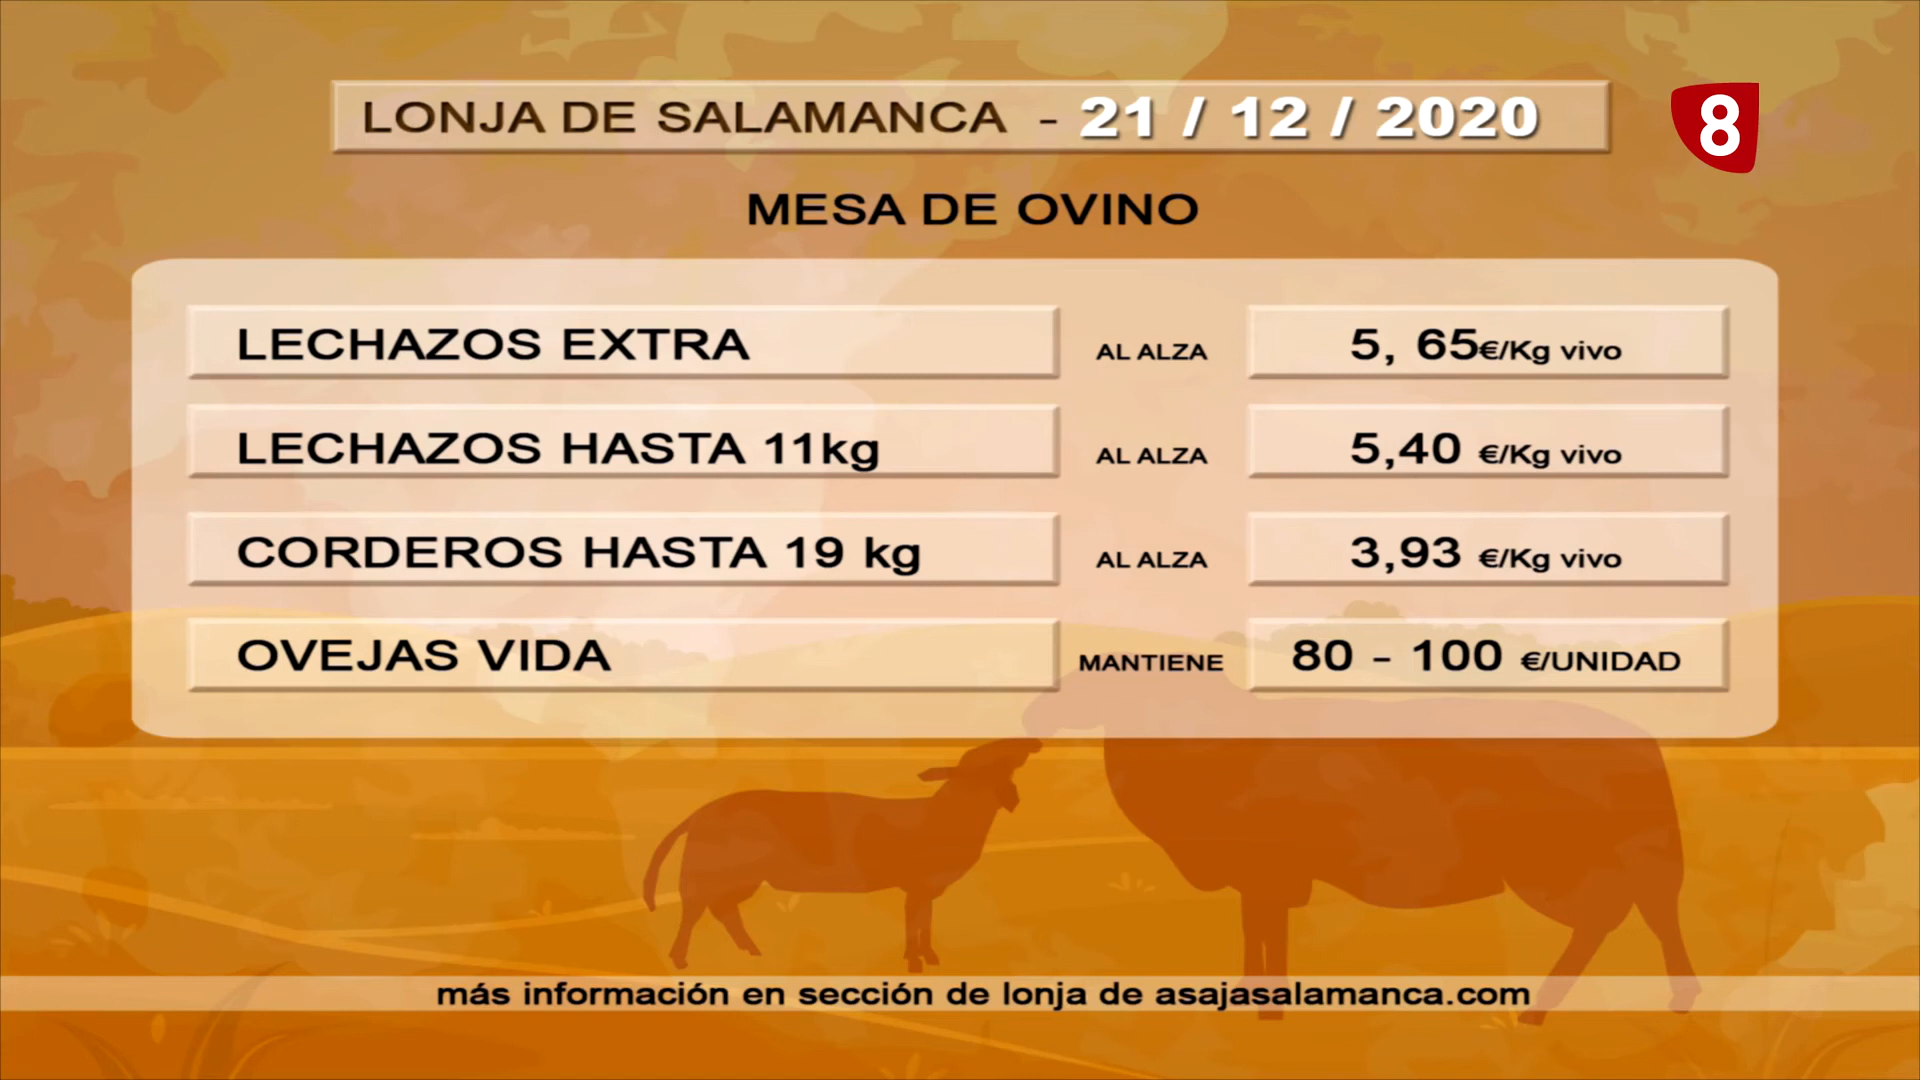 LONJA DE SALAMANCA - 21 / 12 / 2020
8
MESA DE OVINO
LECHAZOS EXTRA AL ALZA 5, 65€/Kg vivo
LECHAZOS HASTA 11kg AL ALZA 5,40 €/Kg vivo
CORDEROS HASTA 19 kg AL ALZA 3,93 €/Kg vivo
OVEJAS VIDA MANTIENE 80 - 100 €/UNIDAD
más información en sección de lonja de asajasalamanca.com